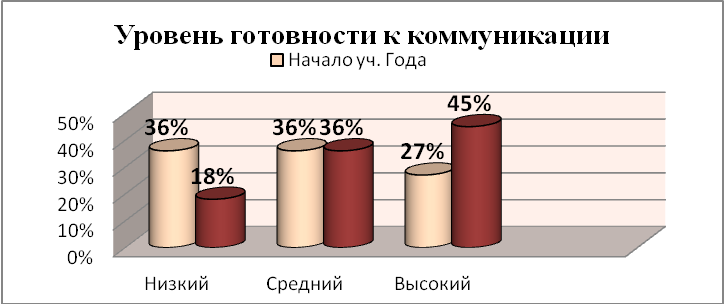 Уровень готовности к коммуникации
Начало уч. Года
50%
40%
30%
20%
10%
0%
36%
18%
36%
36%
27%
45%
Низкий
Средний
Высокий